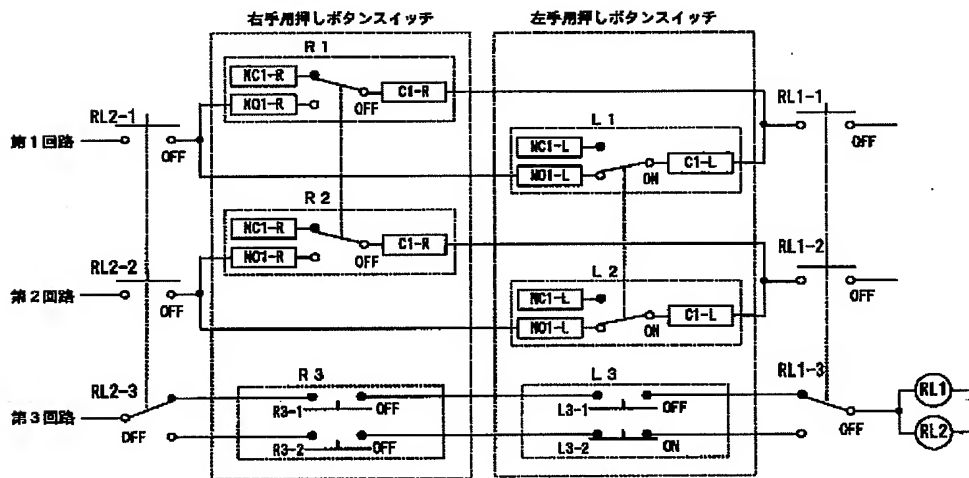 右手用押しボタンスイッチ
左手用押しボタンスイッチ
R1
NC1-R
NO1-R
C1-R
OFF
RL2-1
第1回路
OFF
L1
NC1-L
NO1-L
C1-L
ON
RL1-1
OFF
R2
NC1-R
NO1-R
C1-R
OFF
RL2-2
第2回路
OFF
L2
NC1-L
NO1-L
C1-L
ON
RL1-2
OFF
R3
R3-1
OFF
R3-2
OFF
RL2-3
第3回路
OFF
L3
L3-1
OFF
L3-2
ON
RL1-3
OFF
RL1
RL2